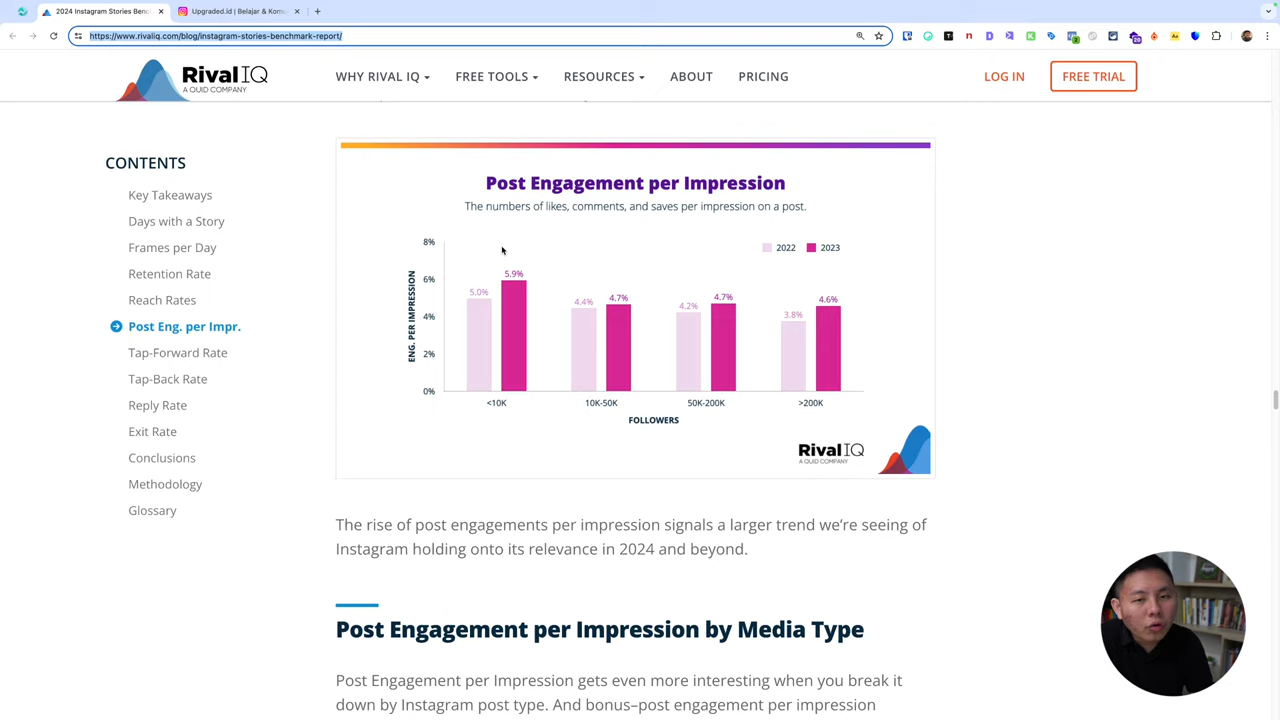 2024 Instagram Stories Benc
Upgraded.id | Belajar & Komu
https://www.rivaliq.com/blog/instagram-stories-benchmark-report/
RivalIQ
A QUID COMPANY
WHY RIVAL IQ
FREE TOOLS
RESOURCES
ABOUT
PRICING
LOG IN
FREE TRIAL
CONTENTS
Key Takeaways
Days with a Story
Frames per Day
Retention Rate
Reach Rates
Post Eng. per Impr.
Tap-Forward Rate
Tap-Back Rate
Reply Rate
Exit Rate
Conclusions
Methodology
Glossary
Post Engagement per Impression
The numbers of likes, comments, and saves per impression on a post.
2022 2023
ENG. PER IMPRESSION
8%
6%
4%
2%
0%
5.0% 5.9% 4.4% 4.7% 4.2% 4.7% 3.8% 4.6%
<10K 10K-50K 50K-200K >200K
FOLLOWERS
RivalIQ
A QUID COMPANY
The rise of post engagements per impression signals a larger trend we’re seeing of
Instagram holding onto its relevance in 2024 and beyond.
Post Engagement per Impression by Media Type
Post Engagement per Impression gets even more interesting when you break it
down by Instagram post type. And bonus–post engagement per impression